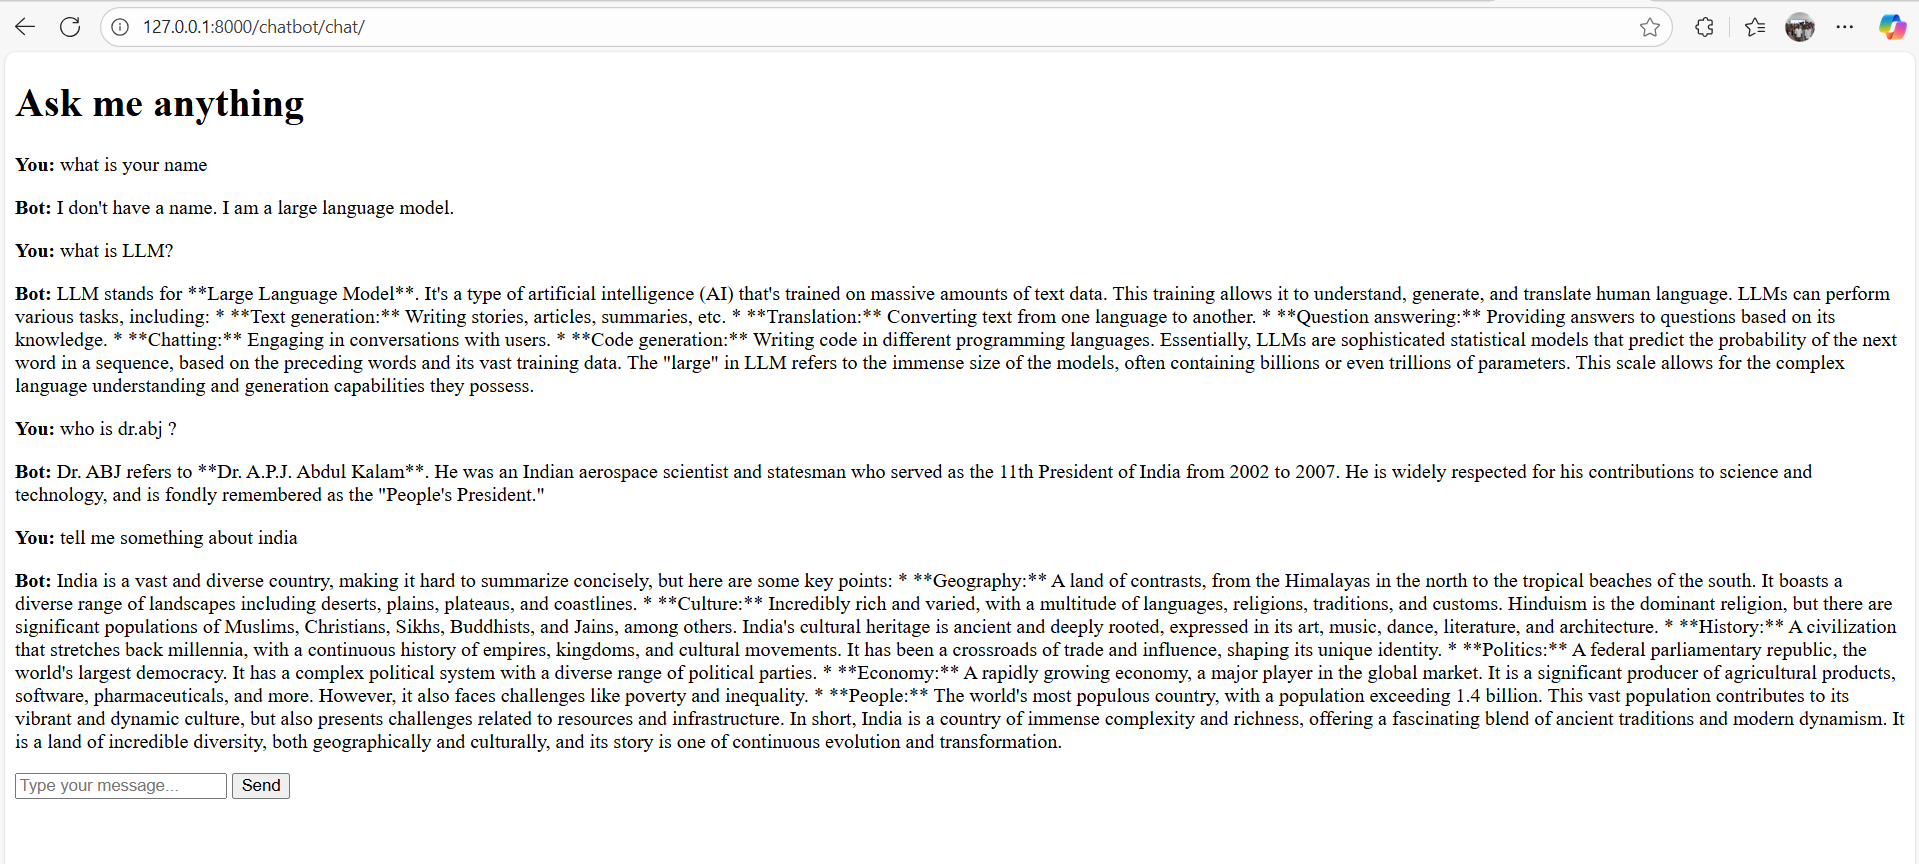 127.0.0.1:8000/chatbot/chat/
Ask me anything
You: what is your name
Bot: I don't have a name. I am a large language model.
You: what is LLM?
Bot: LLM stands for **Large Language Model**. It's a type of artificial intelligence (AI) that's trained on massive amounts of text data. This training allows it to understand, generate, and translate human language. LLMs can perform
various tasks, including: * **Text generation:** Writing stories, articles, summaries, etc. * **Translation:** Converting text from one language to another. * **Question answering:** Providing answers to questions based on its
knowledge. * **Chatting:** Engaging in conversations with users. * **Code generation:** Writing code in different programming languages. Essentially, LLMs are sophisticated statistical models that predict the probability of the next
word in a sequence, based on the preceding words and its vast training data. The "large" in LLM refers to the immense size of the models, often containing billions or even trillions of parameters. This scale allows for the complex
language understanding and generation capabilities they possess.
You: who is dr.abj ?
Bot: Dr. ABJ refers to **Dr. A.P.J. Abdul Kalam**. He was an Indian aerospace scientist and statesman who served as the 11th President of India from 2002 to 2007. He is widely respected for his contributions to science and
technology, and is fondly remembered as the "People's President."
You: tell me something about india
Bot: India is a vast and diverse country, making it hard to summarize concisely, but here are some key points: * **Geography:** A land of contrasts, from the Himalayas in the north to the tropical beaches of the south. It boasts a
diverse range of landscapes including deserts, plains, plateaus, and coastlines. * **Culture:** Incredibly rich and varied, with a multitude of languages, religions, traditions, and customs. Hinduism is the dominant religion, but there are
significant populations of Muslims, Christians, Sikhs, Buddhists, and Jains, among others. India's cultural heritage is ancient and deeply rooted, expressed in its art, music, dance, literature, and architecture. * **History:** A civilization
that stretches back millennia, with a continuous history of empires, kingdoms, and cultural movements. It has been a crossroads of trade and influence, shaping its unique identity. * **Politics:** A federal parliamentary republic, the
world's largest democracy. It has a complex political system with a diverse range of political parties. * **Economy:** A rapidly growing economy, a major player in the global market. It is a significant producer of agricultural products,
software, pharmaceuticals, and more. However, it also faces challenges like poverty and inequality. * **People:** The world's most populous country, with a population exceeding 1.4 billion. This vast population contributes to its
vibrant and dynamic culture, but also presents challenges related to resources and infrastructure. In short, India is a country of immense complexity and richness, offering a fascinating blend of ancient traditions and modern dynamism. It
is a land of incredible diversity, both geographically and culturally, and its story is one of continuous evolution and transformation.
Type your message... Send